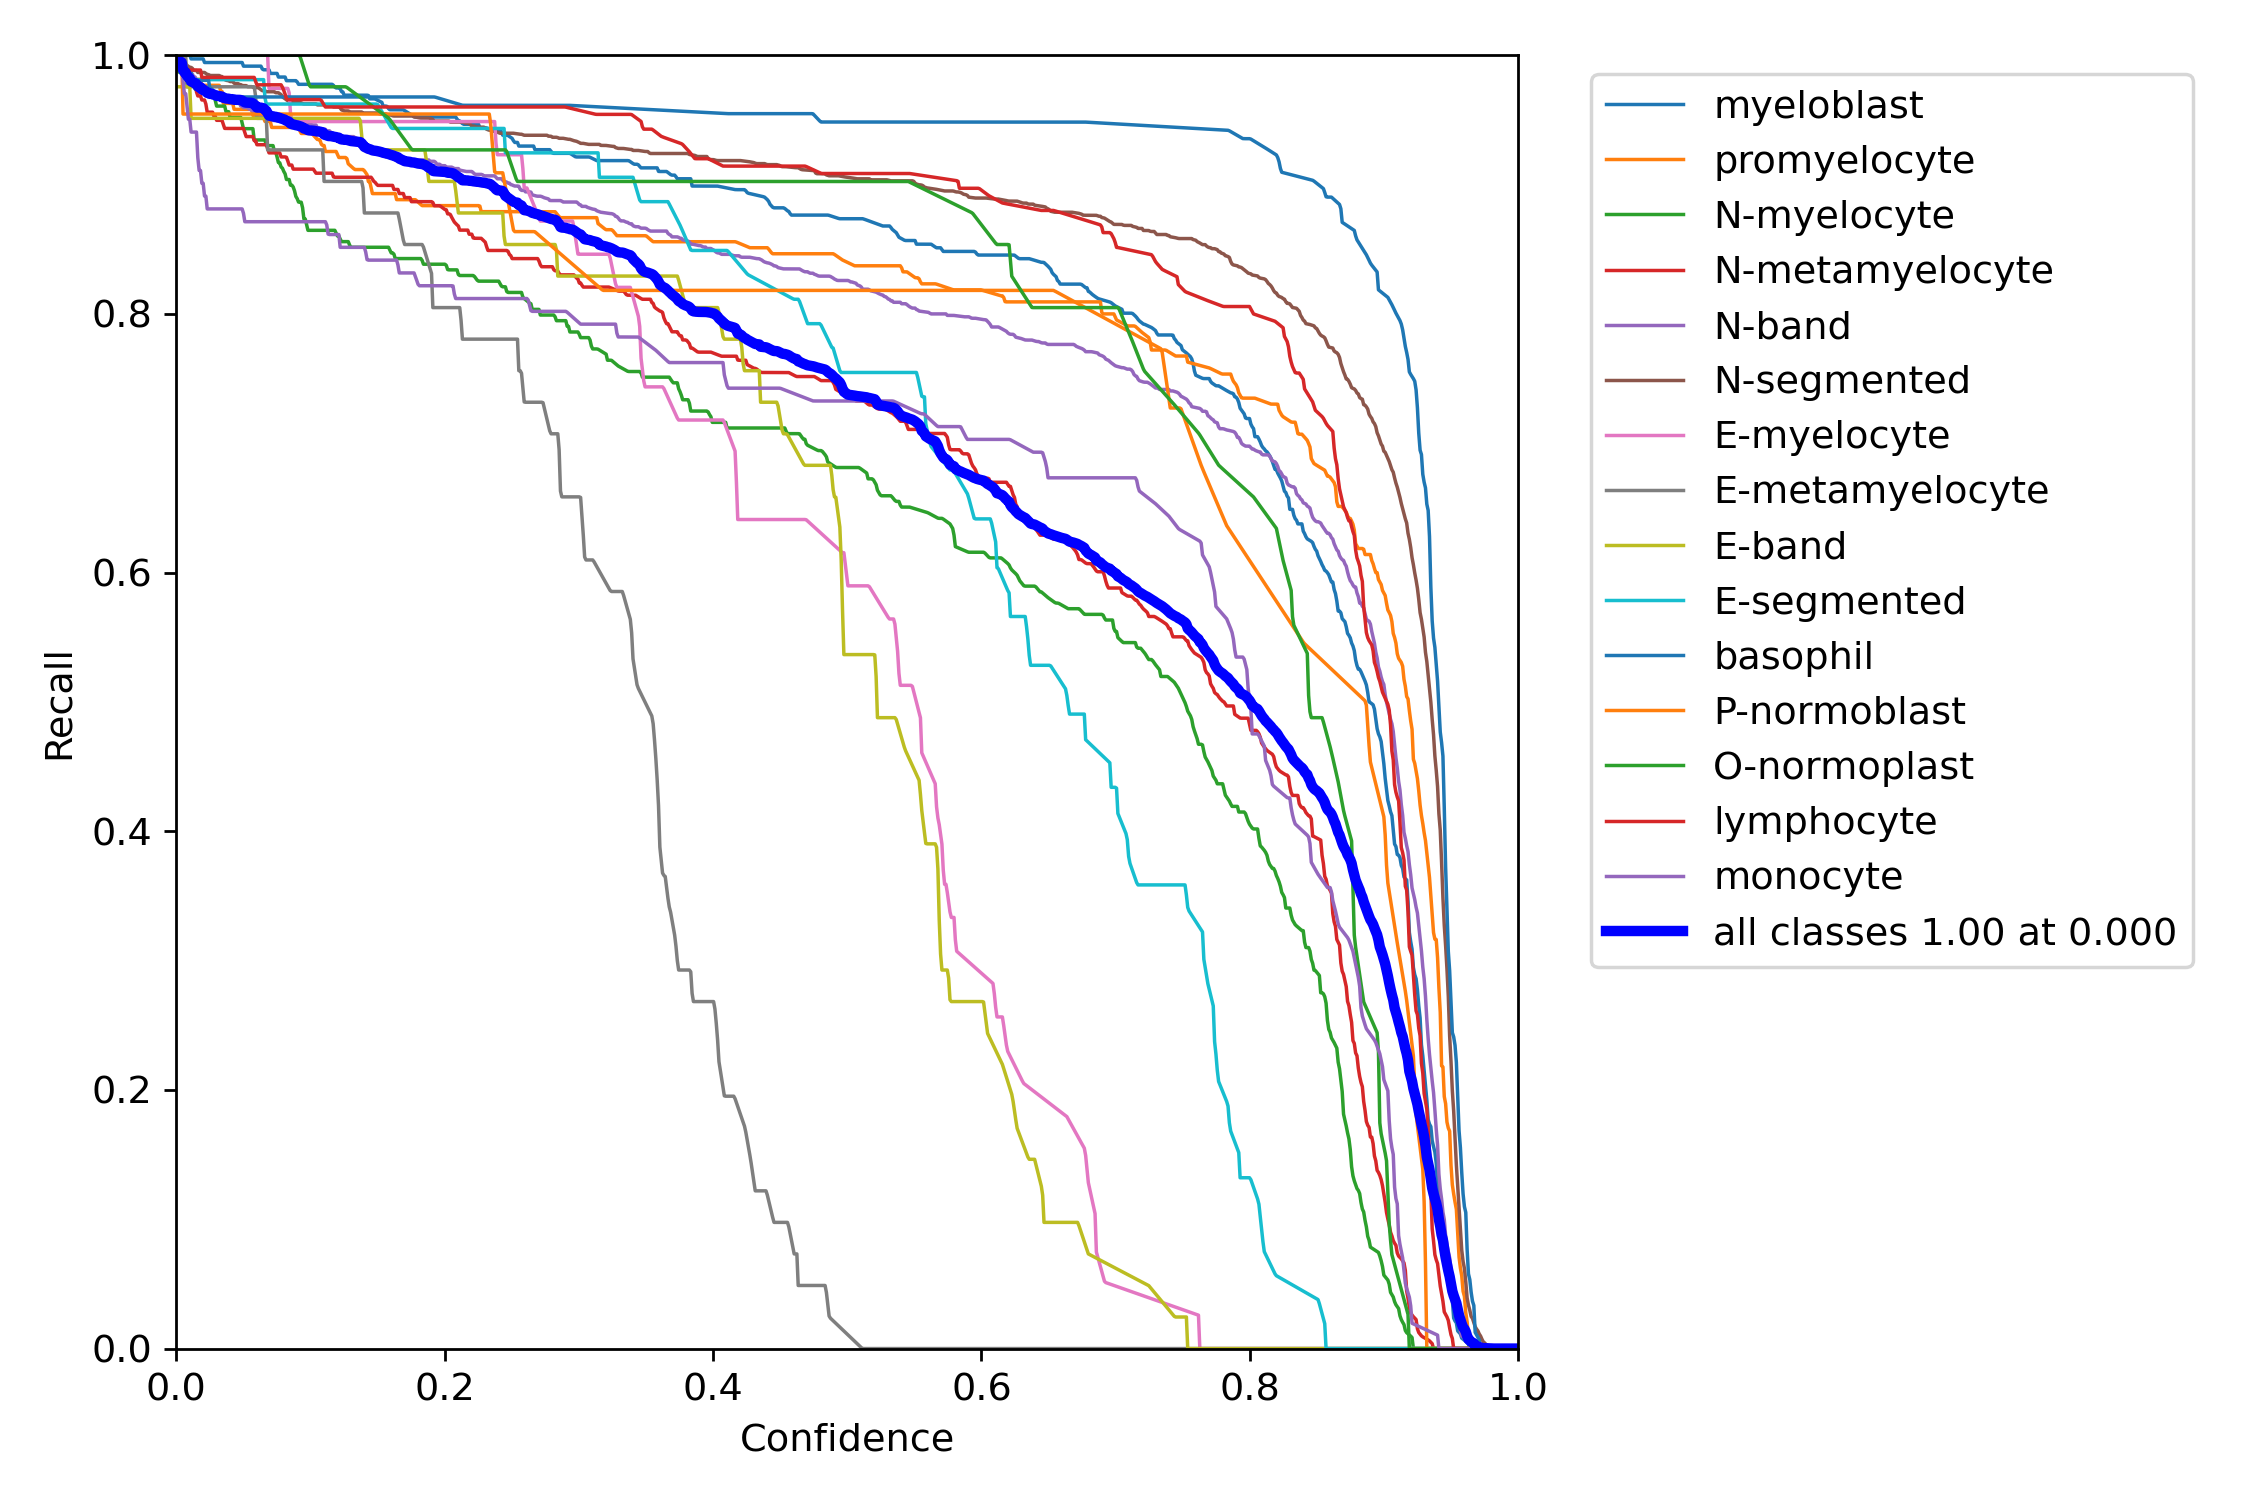 1.0
0.8
0.6
0.4
0.2
0.0
Recall
0.0 0.2 0.4 0.6 0.8 1.0
Confidence
myeloblast
promyelocyte
N-myelocyte
N-metamyelocyte
N-band
N-segmented
E-myelocyte
E-metamyelocyte
E-band
E-segmented
basophil
P-normoblast
O-normoplast
lymphocyte
monocyte
all classes 1.00 at 0.000